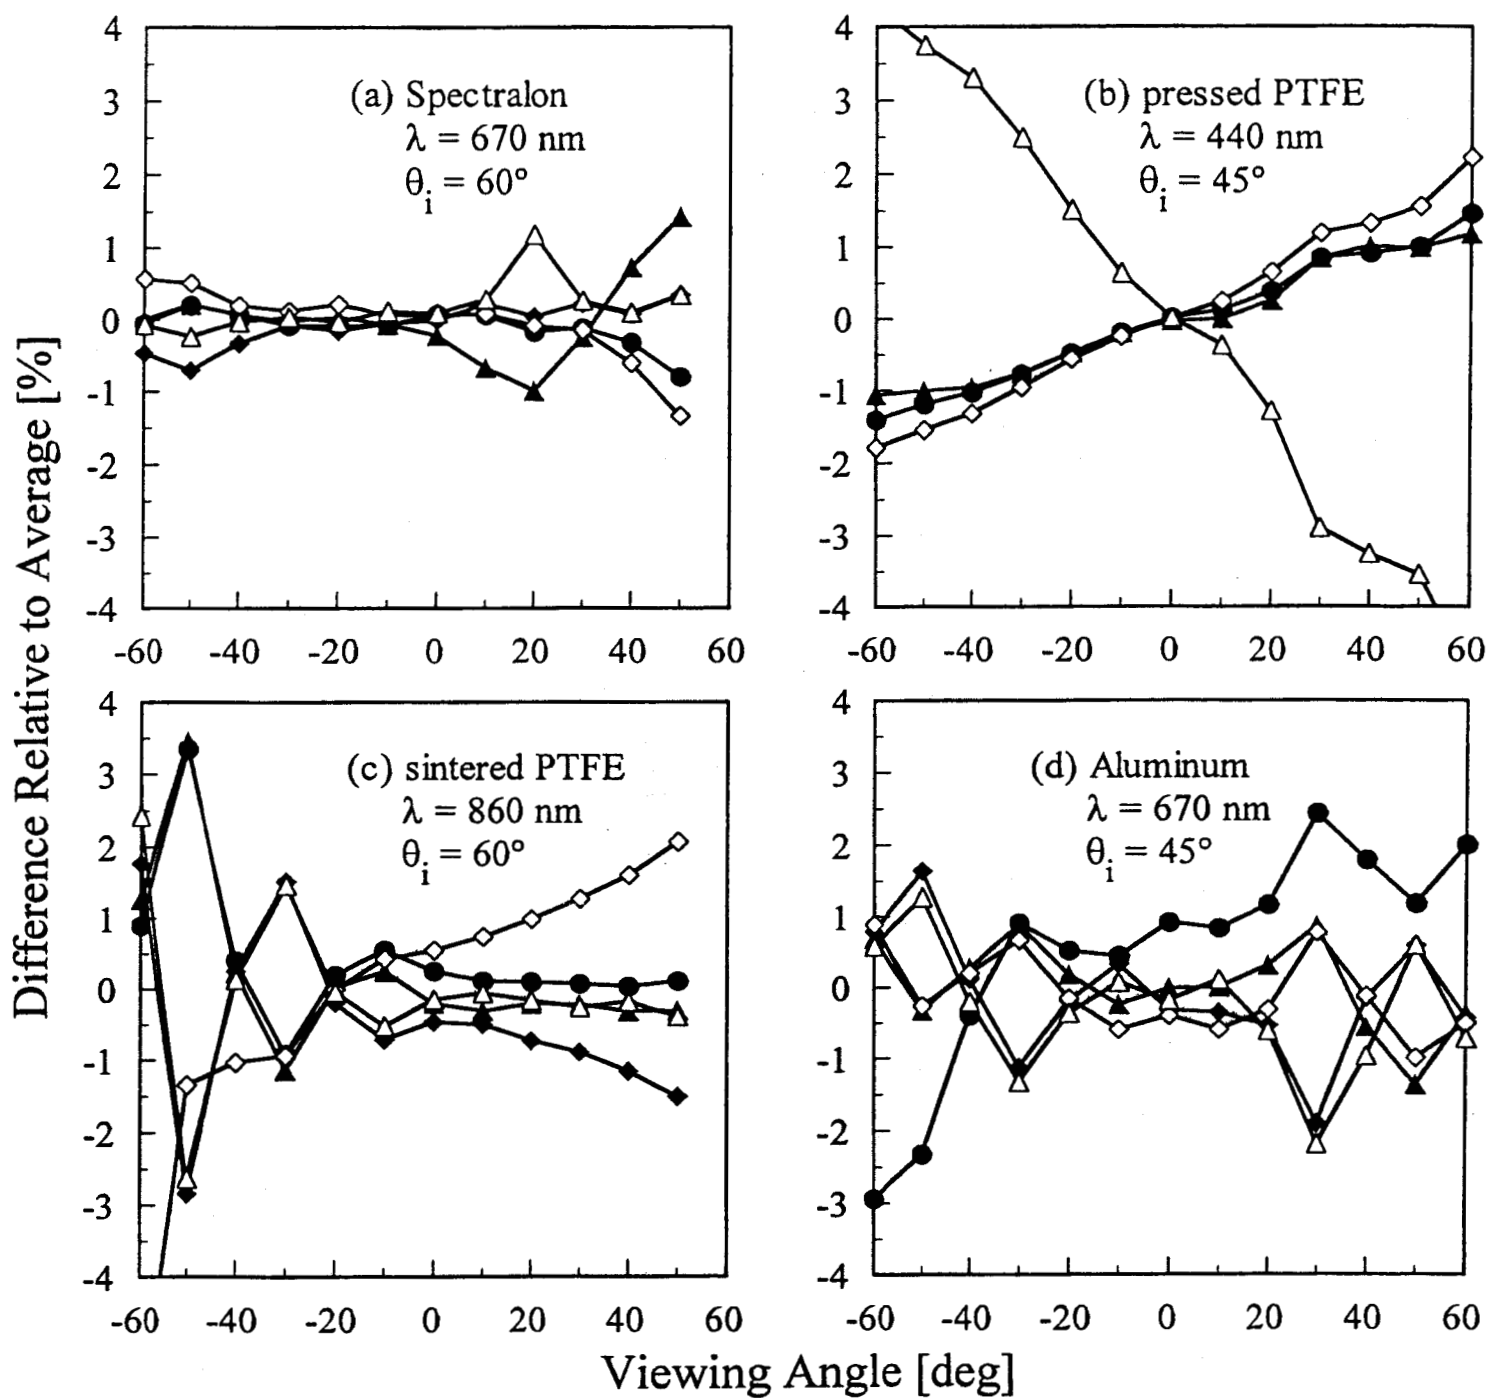 Difference Relative to Average [%]
4
3
2
1
0
-1
-2
-3
-4
-60 -40 -20 0 20 40 60
(a) Spectralon
λ = 670 nm
θi = 60°
4
3
2
1
0
-1
-2
-3
-4
-60 -40 -20 0 20 40 60
(b) pressed PTFE
λ = 440 nm
θi = 45°
4
3
2
1
0
-1
-2
-3
-4
-60 -40 -20 0 20 40 60
(c) sintered PTFE
λ = 860 nm
θi = 60°
4
3
2
1
0
-1
-2
-3
-4
-60 -40 -20 0 20 40 60
(d) Aluminum
λ = 670 nm
θi = 45°
Viewing Angle [deg]